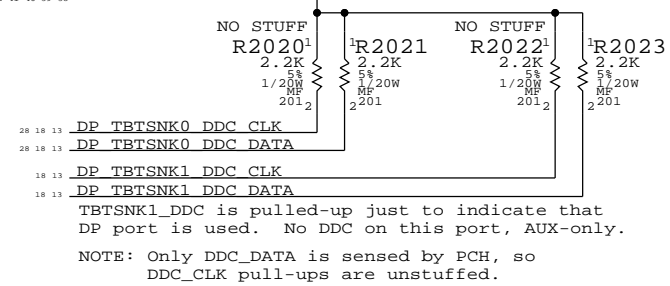 NO STUFF NO STUFF
R2020 1 1 R2021 R2022 1 1 R2023
2.2K 2.2K 2.2K 2.2K
5% 5% 5% 5%
1/20W 1/20W 1/20W 1/20W
MF MF MF MF
201 2 2 201 201 2 2 201
28 18 13 DP_TBTSNK0_DDC_CLK
28 18 13 DP_TBTSNK0_DDC_DATA
18 13 DP_TBTSNK1_DDC_CLK
18 13 DP_TBTSNK1_DDC_DATA
TBTSNK1_DDC is pulled-up just to indicate that
DP port is used. No DDC on this port, AUX-only.
NOTE: Only DDC_DATA is sensed by PCH, so
DDC_CLK pull-ups are unstuffed.